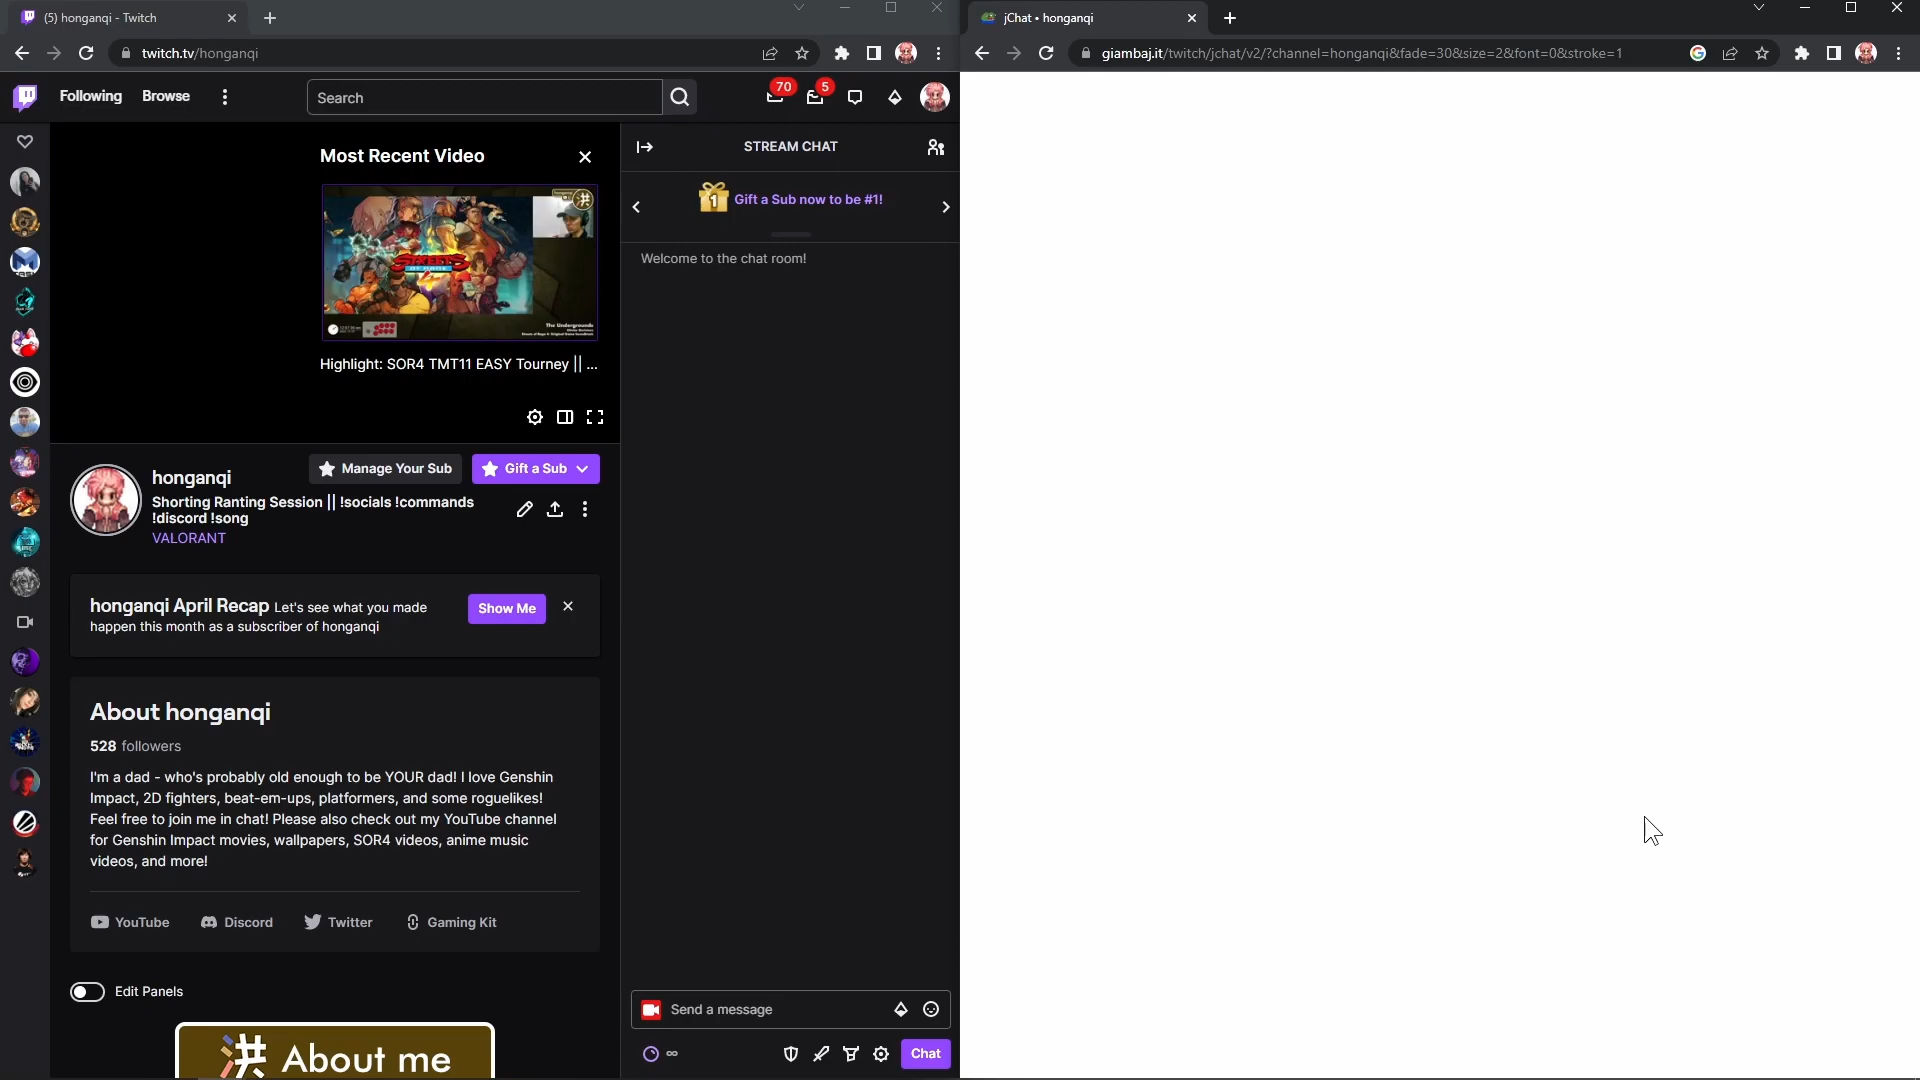 (5) honganqi - Twitch
twitch.tv/honganqi
Following
Browse
Search
70
5
Most Recent Video
STREETS
The Undergrounds
Highlight: SOR4 TMT11 EASY Tourney || ...
honganqi
Manage Your Sub
Gift a Sub
Shorting Ranting Session || !socials !commands
!discord !song
VALORANT
honganqi April Recap Let's see what you made
happen this month as a subscriber of honganqi
Show Me
About honganqi
528 followers
I'm a dad - who's probably old enough to be YOUR dad! I love Genshin
Impact, 2D fighters, beat-em-ups, platformers, and some roguelikes!
Feel free to join me in chat! Please also check out my YouTube channel
for Genshin Impact movies, wallpapers, SOR4 videos, anime music
videos, and more!
YouTube
Discord
Twitter
Gaming Kit
Edit Panels
洪 About me
STREAM CHAT
1
Gift a Sub now to be #1!
Welcome to the chat room!
Send a message
∞
Chat
jChat • honganqi
giambaj.it/twitch/jchat/v2/?channel=honganqi&fade=30&size=2&font=0&stroke=1